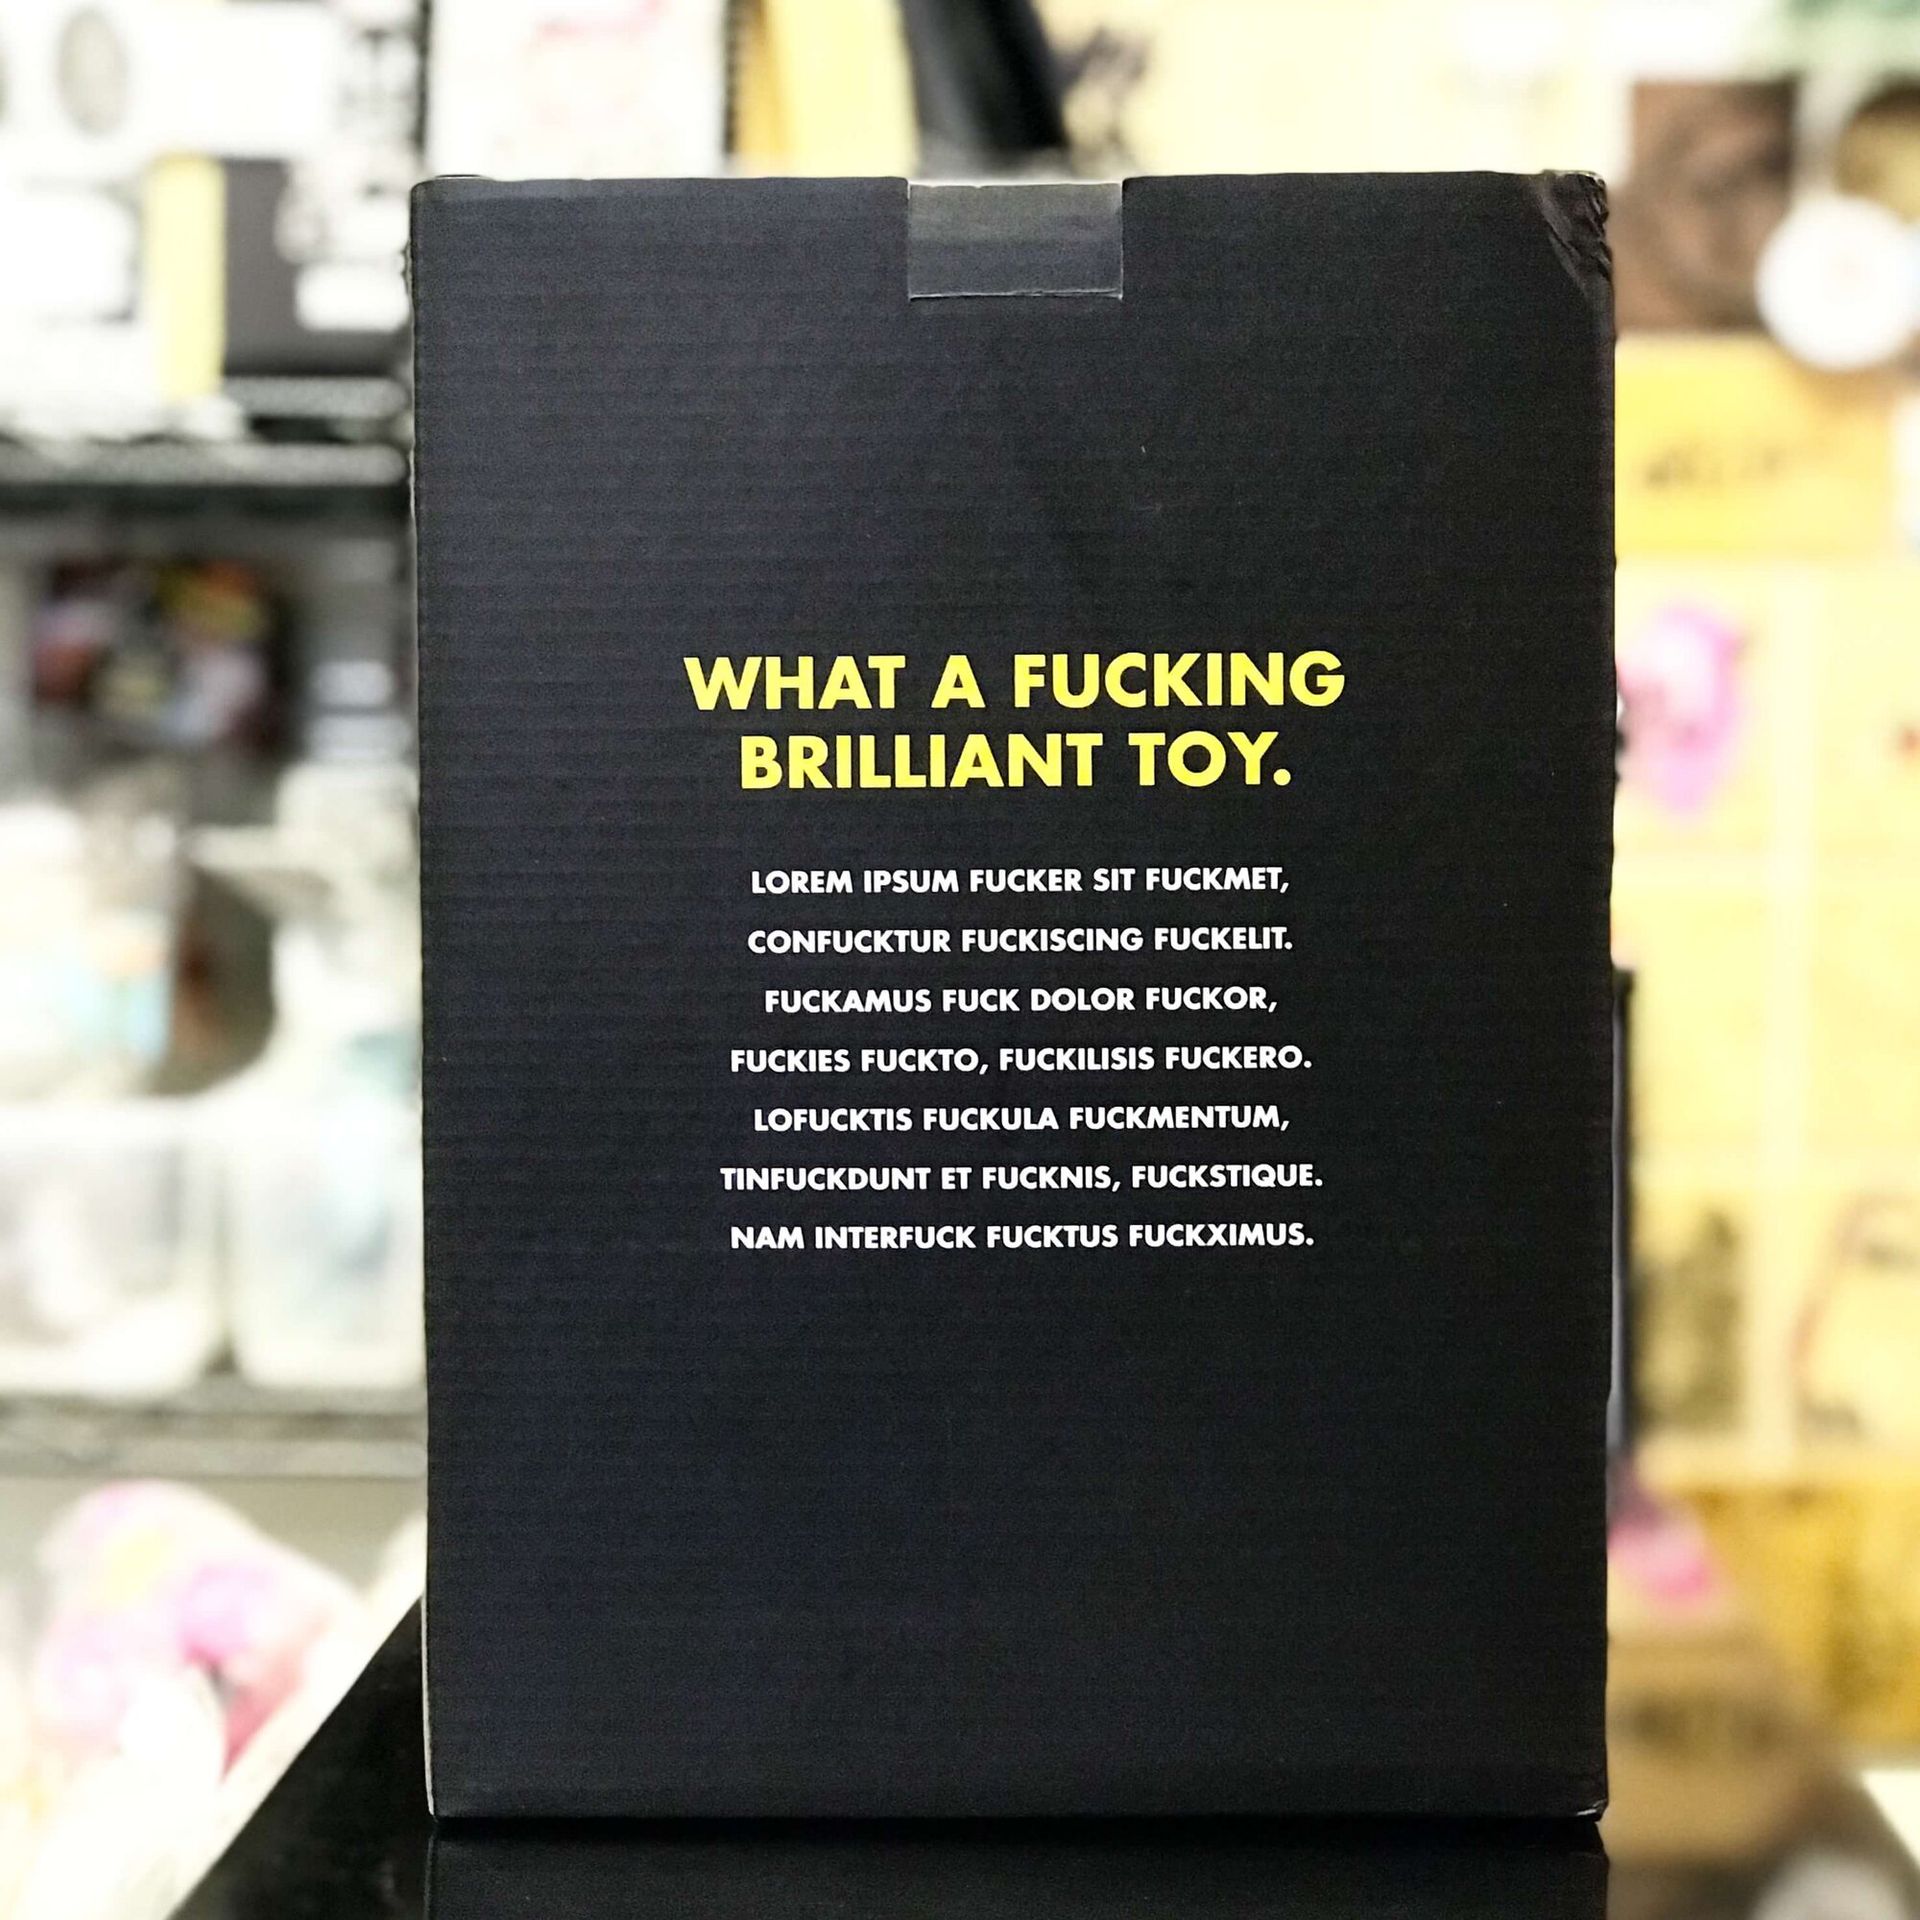 WHAT A FUCKING
BRILLIANT TOY.
LOREM IPSUM FUCKER SIT FUCKMET,
CONFUCKTUR FUCKISCING FUCKELIT.
FUCKAMUS FUCK DOLOR FUCKOR,
FUCKIES FUCKTO, FUCKILISIS FUCKERO.
LOFUCKTIS FUCKULA FUCKMENTUM,
TINFUCKDUNT ET FUCKNIS, FUCKSTIQUE.
NAM INTERFUCK FUCKTUS FUCKXIMUS.